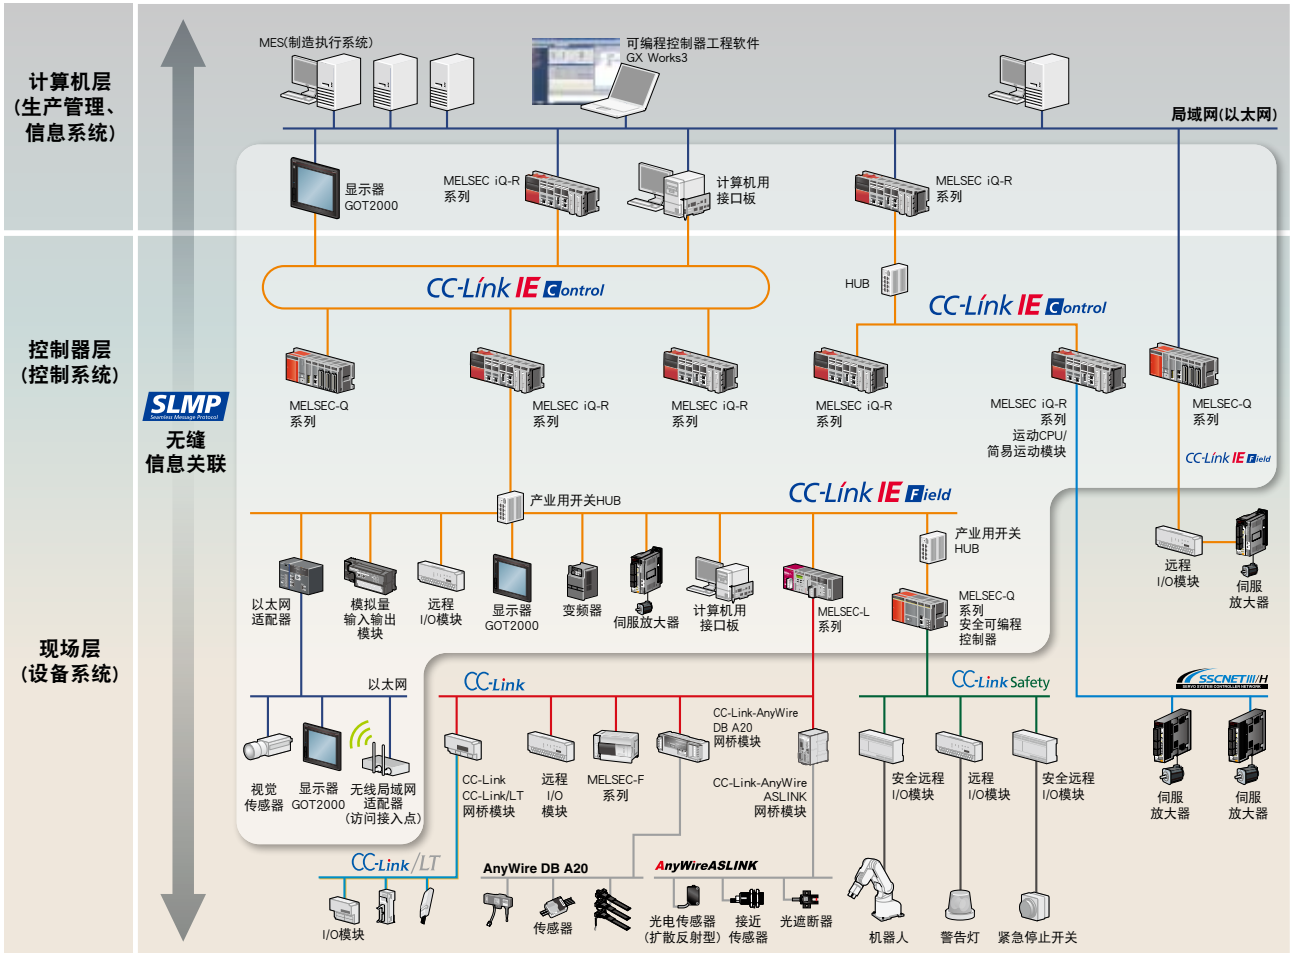 计算机层
(生产管理、
信息系统)
MES(制造执行系统)
可编程控制器工程软件
GX Works3
局域网(以太网)
显示器
GOT2000
MELSEC iQ-R
系列
计算机用
接口板
MELSEC iQ-R
系列
控制器层
(控制系统)
CC-Link IE Control
HUB
CC-Link IE Control
MELSEC-Q
系列
MELSEC iQ-R
系列
MELSEC iQ-R
系列
MELSEC iQ-R
系列
MELSEC iQ-R
系列
运动CPU/
简易运动模块
MELSEC-Q
系列
CC-Link IE Field
SLMP
Seamless Message Protocol
无缝
信息关联
产业用开关HUB
CC-Link IE Field
产业用开关
HUB
远程
I/O模块
伺服
放大器
以太网
适配器
模拟量
输入输出
模块
远程
I/O模块
显示器
GOT2000
变频器
伺服放大器
计算机用
接口板
MELSEC-L
系列
MELSEC-Q
系列
安全可编程
控制器
现场层
(设备系统)
以太网
CC-Link
CC-Link Safety
SSCNETIII/H
SERVO SYSTEM CONTROLLER NETWORK
视觉
传感器
显示器
GOT2000
无线局域网
适配器
(访问接入点)
CC-Link
CC-Link/LT
网桥模块
远程
I/O
模块
MELSEC-F
系列
CC-Link-AnyWire
DB A20
网桥模块
CC-Link-AnyWire
ASLINK
网桥模块
安全远程
I/O模块
远程
I/O模块
安全远程
I/O模块
伺服
放大器
伺服
放大器
CC-Link/LT
AnyWire DB A20
AnyWireASLINK
I/O模块
传感器
光电传感器
(扩散反射型)
接近
传感器
光遮断器
机器人
警告灯
紧急停止开关